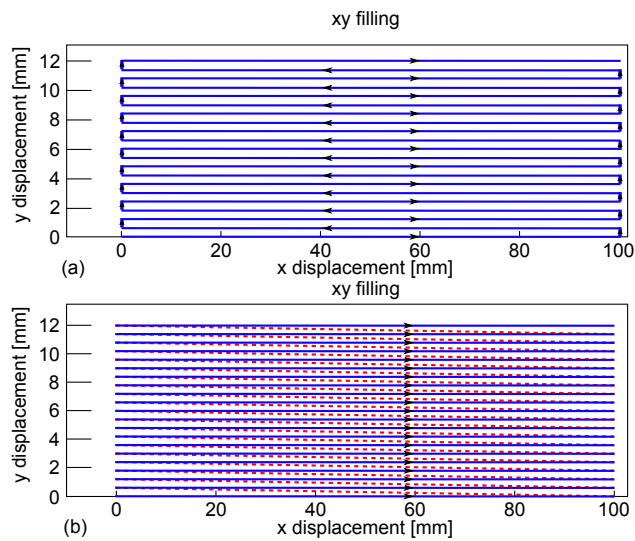 xy filling
12
10
8
6
4
2
0
y displacement [mm]
0 20 40 60 80 100
(a) x displacement [mm]
xy filling
12
10
8
6
4
2
0
y displacement [mm]
0 20 40 60 80 100
(b) x displacement [mm]